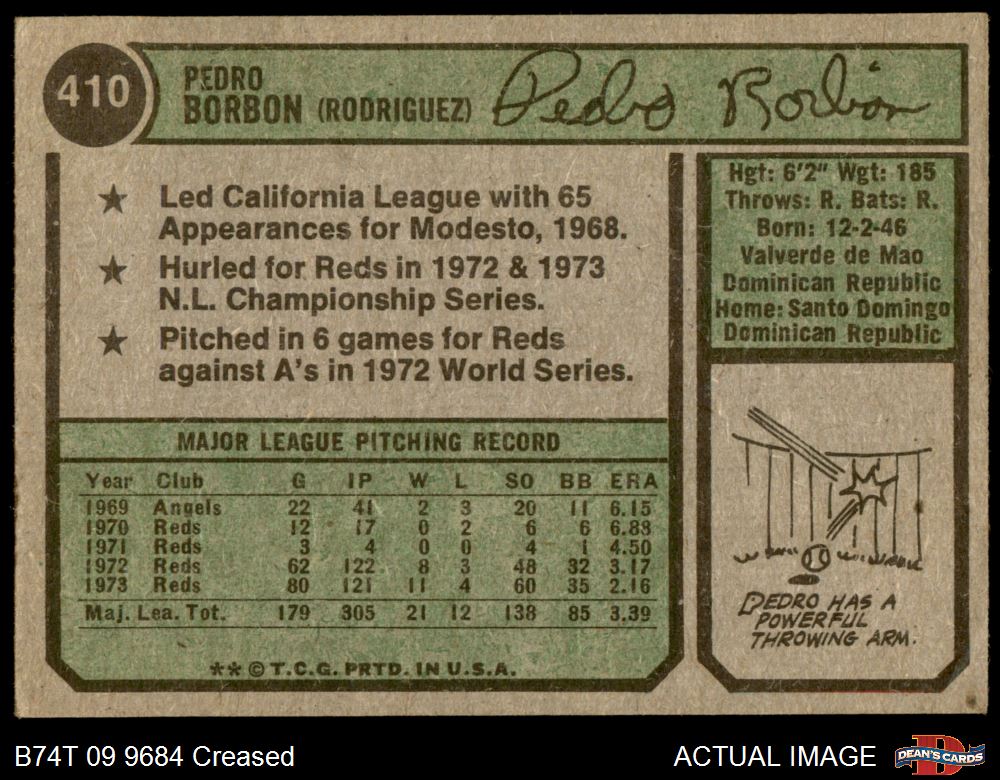 410
PEDRO
BORBON (RODRIGUEZ)
Pedro Borbon
★ Led California League with 65
Appearances for Modesto, 1968.
★ Hurled for Reds in 1972 & 1973
N.L. Championship Series.
★ Pitched in 6 games for Reds
against A's in 1972 World Series.
Hgt: 6'2" Wgt: 185
Throws: R. Bats: R.
Born: 12-2-46
Valverde de Mao
Dominican Republic
Home: Santo Domingo
Dominican Republic
MAJOR LEAGUE PITCHING RECORD
Year Club G IP W L SO BB ERA
1969 Angels 22 41 2 3 20 11 6.15
1970 Reds 12 17 0 2 6 6 6.88
1971 Reds 3 4 0 0 4 1 4.50
1972 Reds 62 122 8 3 48 32 3.17
1973 Reds 80 121 11 4 60 35 2.16
Maj. Lea. Tot. 179 305 21 12 138 85 3.39
** © T.C.G. PRTD. IN U.S.A.
PEDRO HAS A
POWERFUL
THROWING ARM.
B74T 09 9684 Creased
ACTUAL IMAGE
DEAN'S CARDS